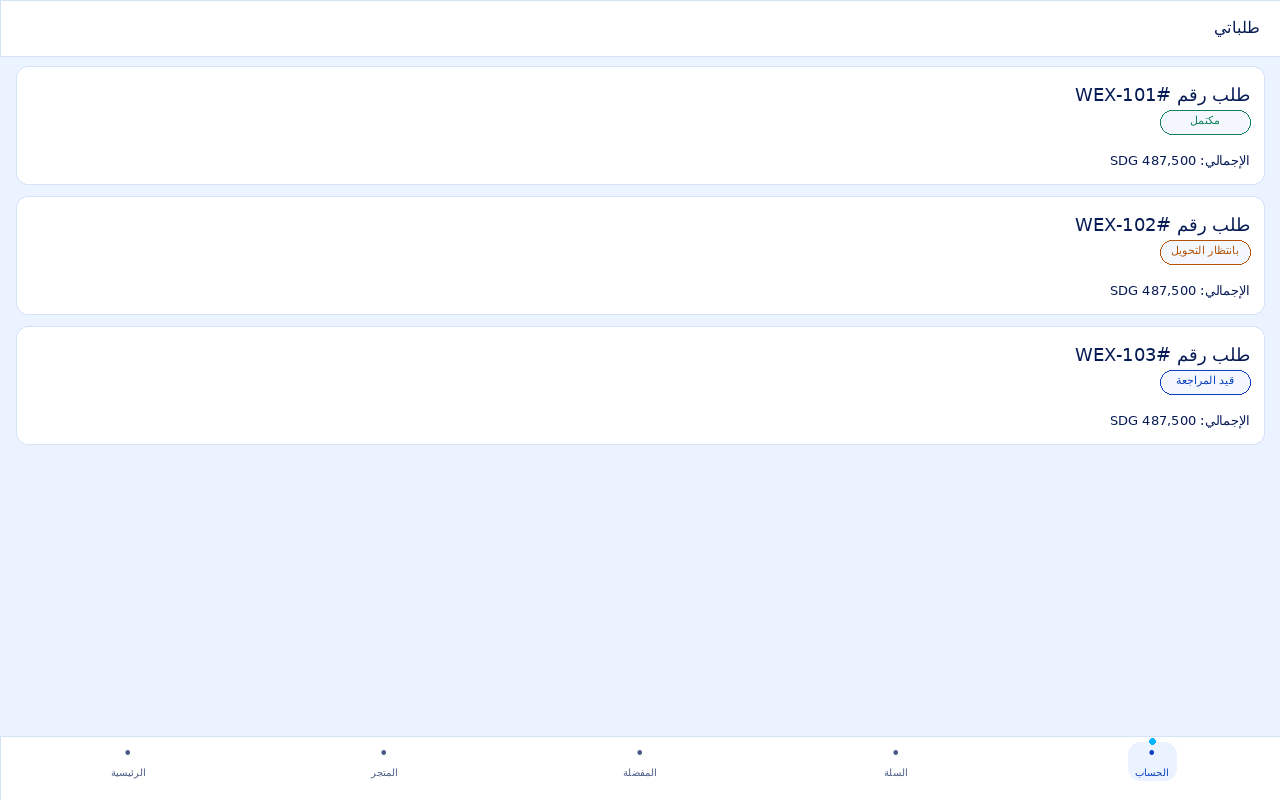 طلباتي
طلب رقم #WEX-101
مكتمل
الإجمالي: 487,500 SDG
طلب رقم #WEX-102
بانتظار التحويل
الإجمالي: 487,500 SDG
طلب رقم #WEX-103
قيد المراجعة
الإجمالي: 487,500 SDG
الحساب
السلة
المفضلة
المتجر
الرئيسية